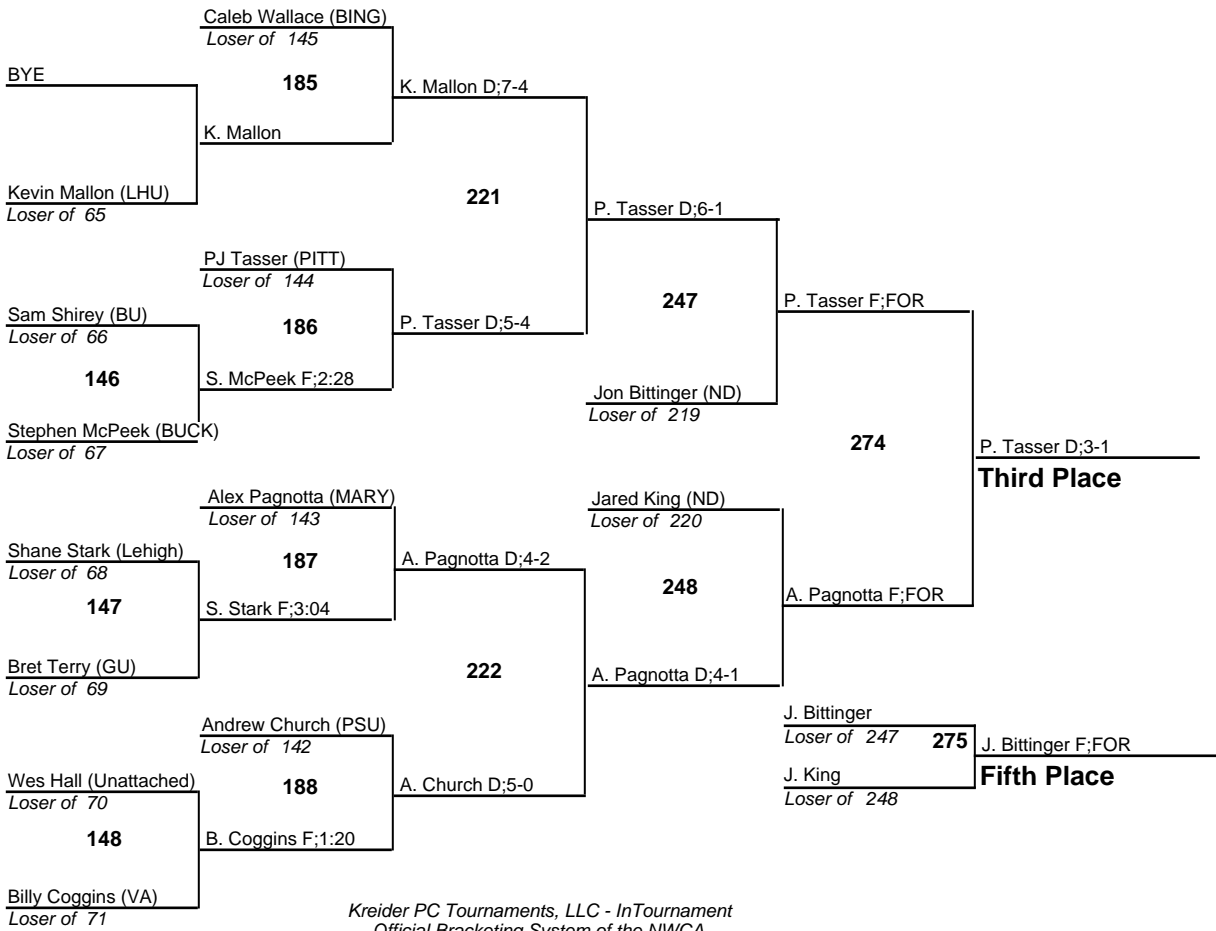 Caleb Wallace (BING)
Loser of 145
BYE
185
K. Mallon D;7-4
K. Mallon
Kevin Mallon (LHU)
Loser of 65
221
P. Tasser D;6-1
PJ Tasser (PITT)
Loser of 144
247
P. Tasser F;FOR
Sam Shirey (BU)
Loser of 66
186
P. Tasser D;5-4
146
S. McPeek F;2:28
Jon Bittinger (ND)
Loser of 219
Stephen McPeek (BUCK)
Loser of 67
274
P. Tasser D;3-1
Third Place
Alex Pagnotta (MARY)
Loser of 143
Jared King (ND)
Loser of 220
Shane Stark (Lehigh)
Loser of 68
187
A. Pagnotta D;4-2
248
147
S. Stark F;3:04
A. Pagnotta F;FOR
Bret Terry (GU)
Loser of 69
222
A. Pagnotta D;4-1
Andrew Church (PSU)
Loser of 142
J. Bittinger
Loser of 247
275
J. Bittinger F;FOR
Fifth Place
Wes Hall (Unattached)
Loser of 70
188
A. Church D;5-0
J. King
Loser of 248
148
B. Coggins F;1:20
Billy Coggins (VA)
Loser of 71
Kreider PC Tournaments, LLC - InTournament
Official Bracketing System of the NWCA